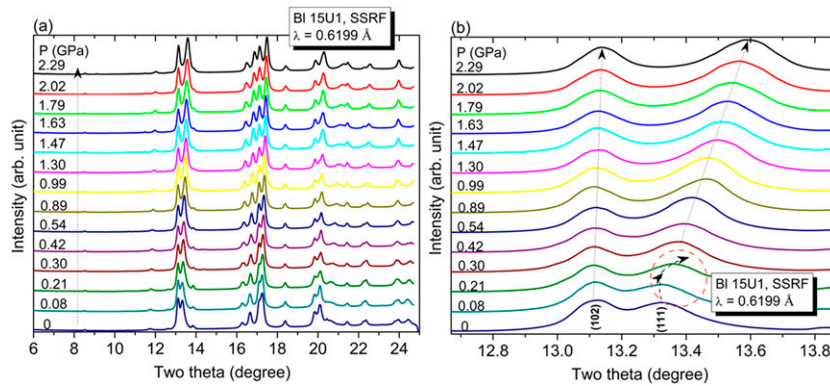 (a)
BI 15U1, SSRF
λ = 0.6199 Å
P (GPa)
2.29
2.02
1.79
1.63
1.47
1.30
0.99
0.89
0.54
0.42
0.30
0.21
0.08
0
Intensity (arb. unit)
6 8 10 12 14 16 18 20 22 24
Two theta (degree)
(b)
P (GPa)
2.29
2.02
1.79
1.63
1.47
1.30
0.99
0.89
0.54
0.42
0.30
0.21
0.08
0
BI 15U1, SSRF
λ = 0.6199 Å
(102)
(111)
Intensity (arb. unit)
12.8 13.0 13.2 13.4 13.6 13.8
Two theta (degree)